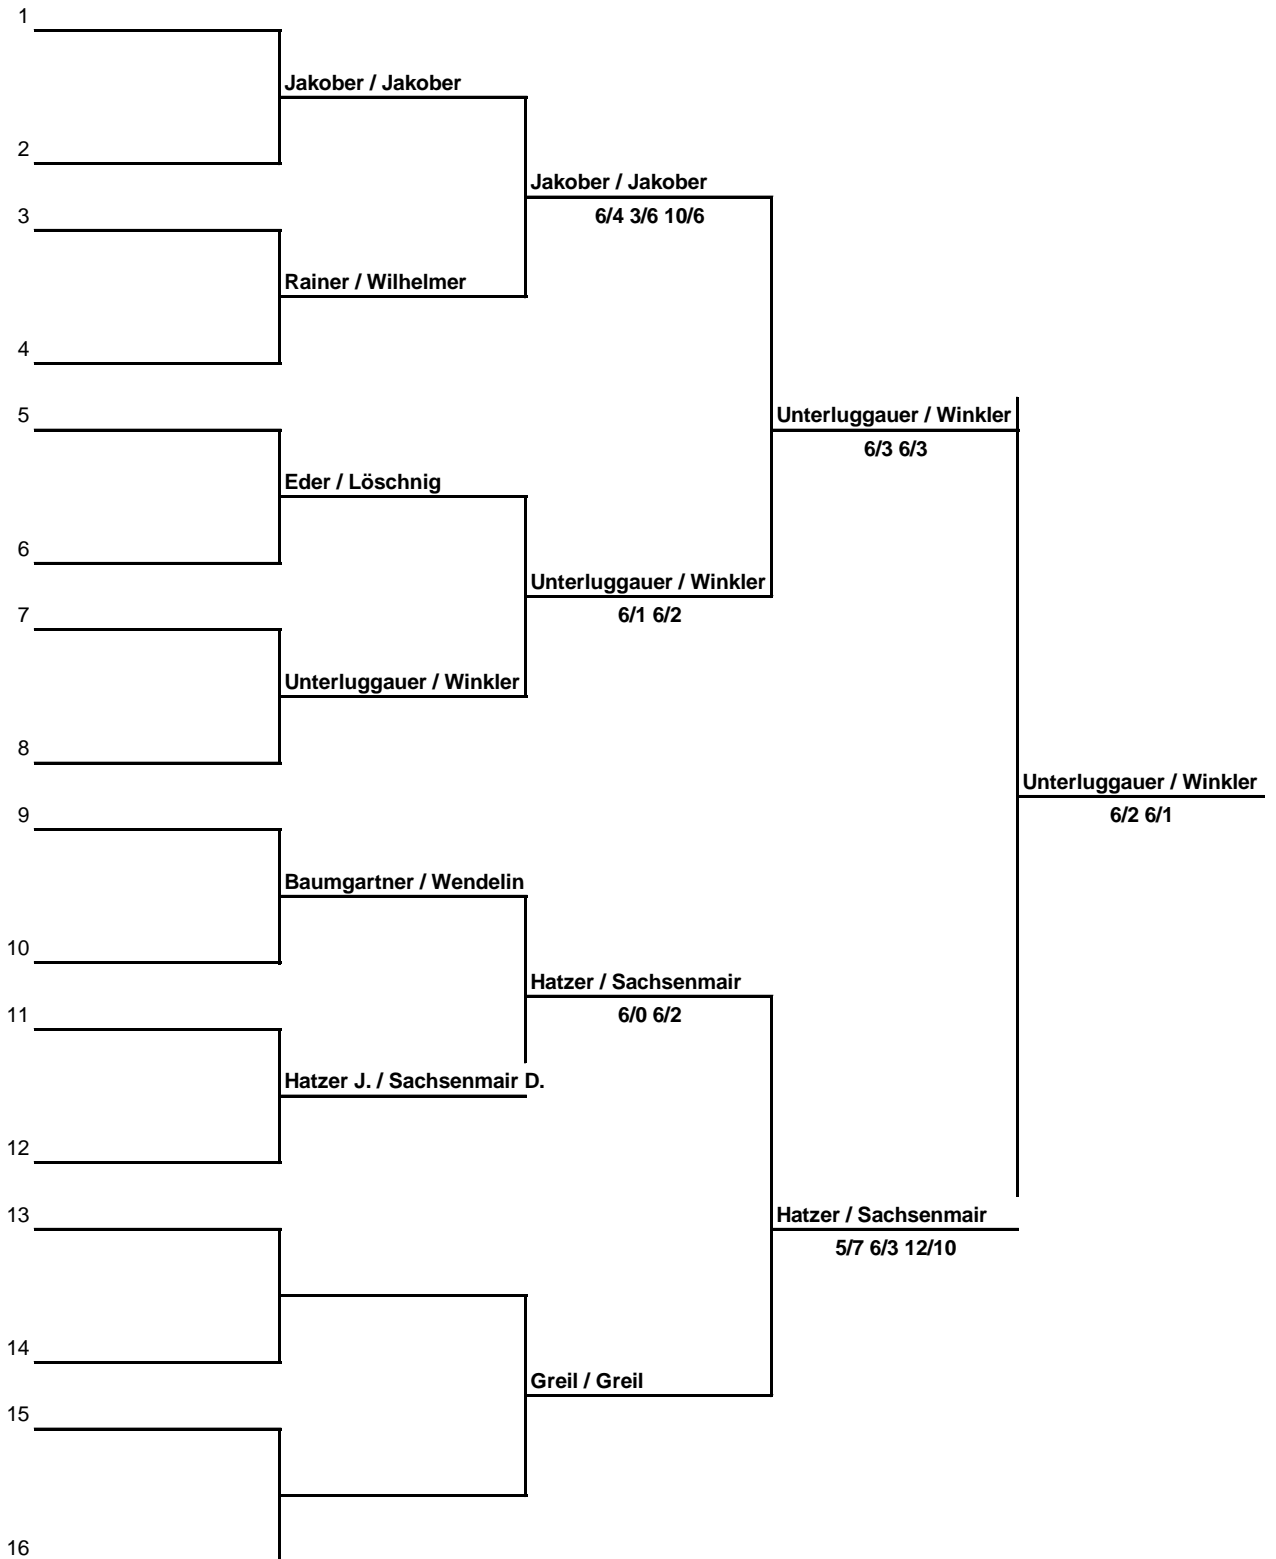 1
Jakober / Jakober
2
Jakober / Jakober
3
6/4 3/6 10/6
Rainer / Wilhelmer
4
5
Unterluggauer / Winkler
6/3 6/3
Eder / Löschnig
6
Unterluggauer / Winkler
7
6/1 6/2
Unterluggauer / Winkler
8
Unterluggauer / Winkler
9
6/2 6/1
Baumgartner / Wendelin
10
Hatzer / Sachsenmair
11
6/0 6/2
Hatzer J. / Sachsenmair D.
12
13
Hatzer / Sachsenmair
5/7 6/3 12/10
14
Greil / Greil
15
16